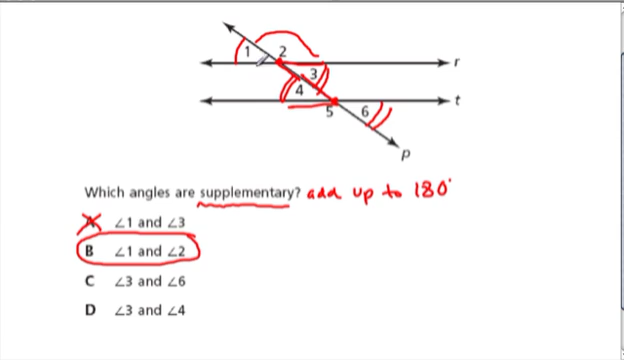 1 2
r
3
4
t
5 6
p
Which angles are supplementary? add up to 180°
A ∠1 and ∠3
B ∠1 and ∠2
C ∠3 and ∠6
D ∠3 and ∠4